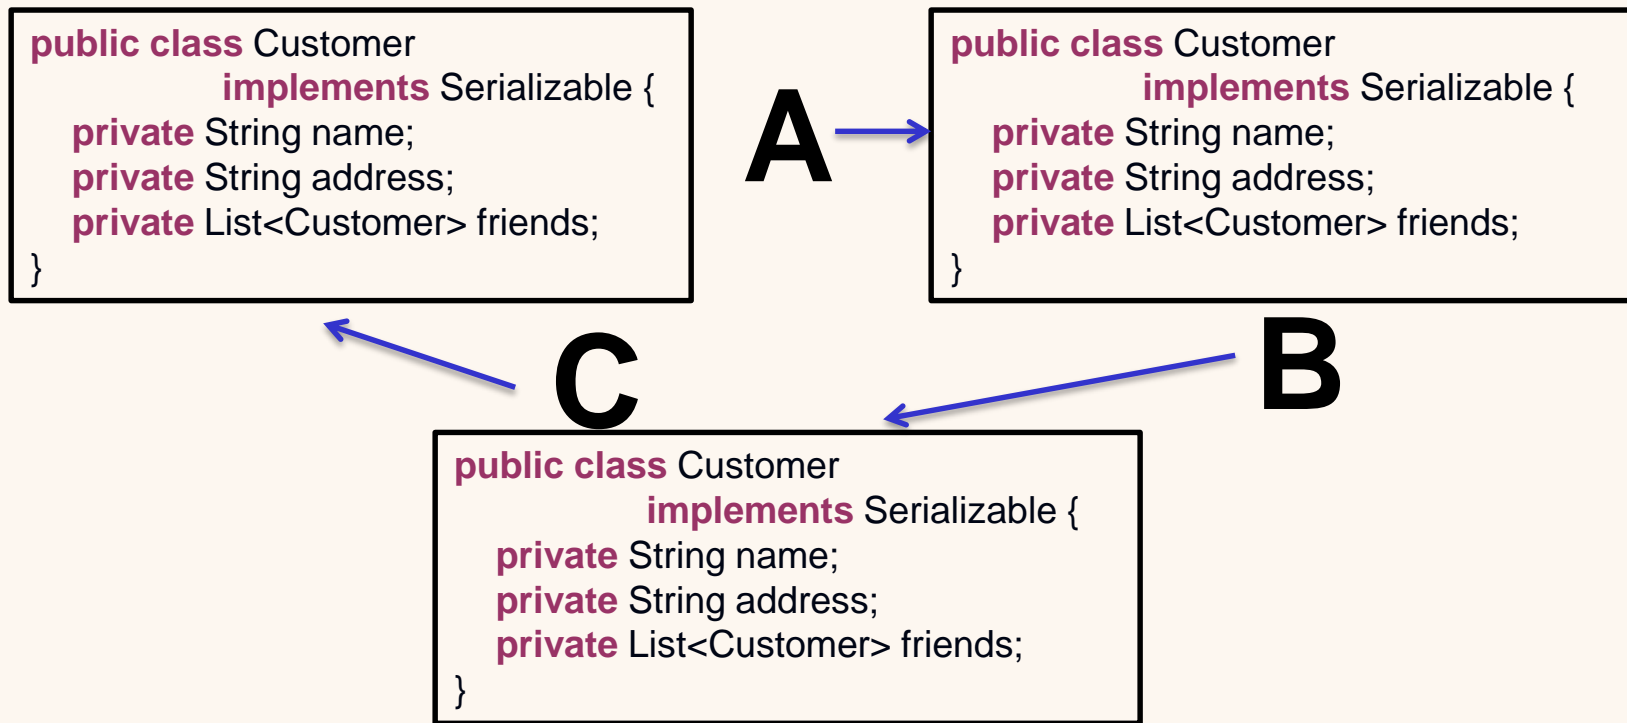 public class Customer
implements Serializable {
private String name;
private String address;
private List<Customer> friends;
}
A
public class Customer
implements Serializable {
private String name;
private String address;
private List<Customer> friends;
}
C
B
public class Customer
implements Serializable {
private String name;
private String address;
private List<Customer> friends;
}